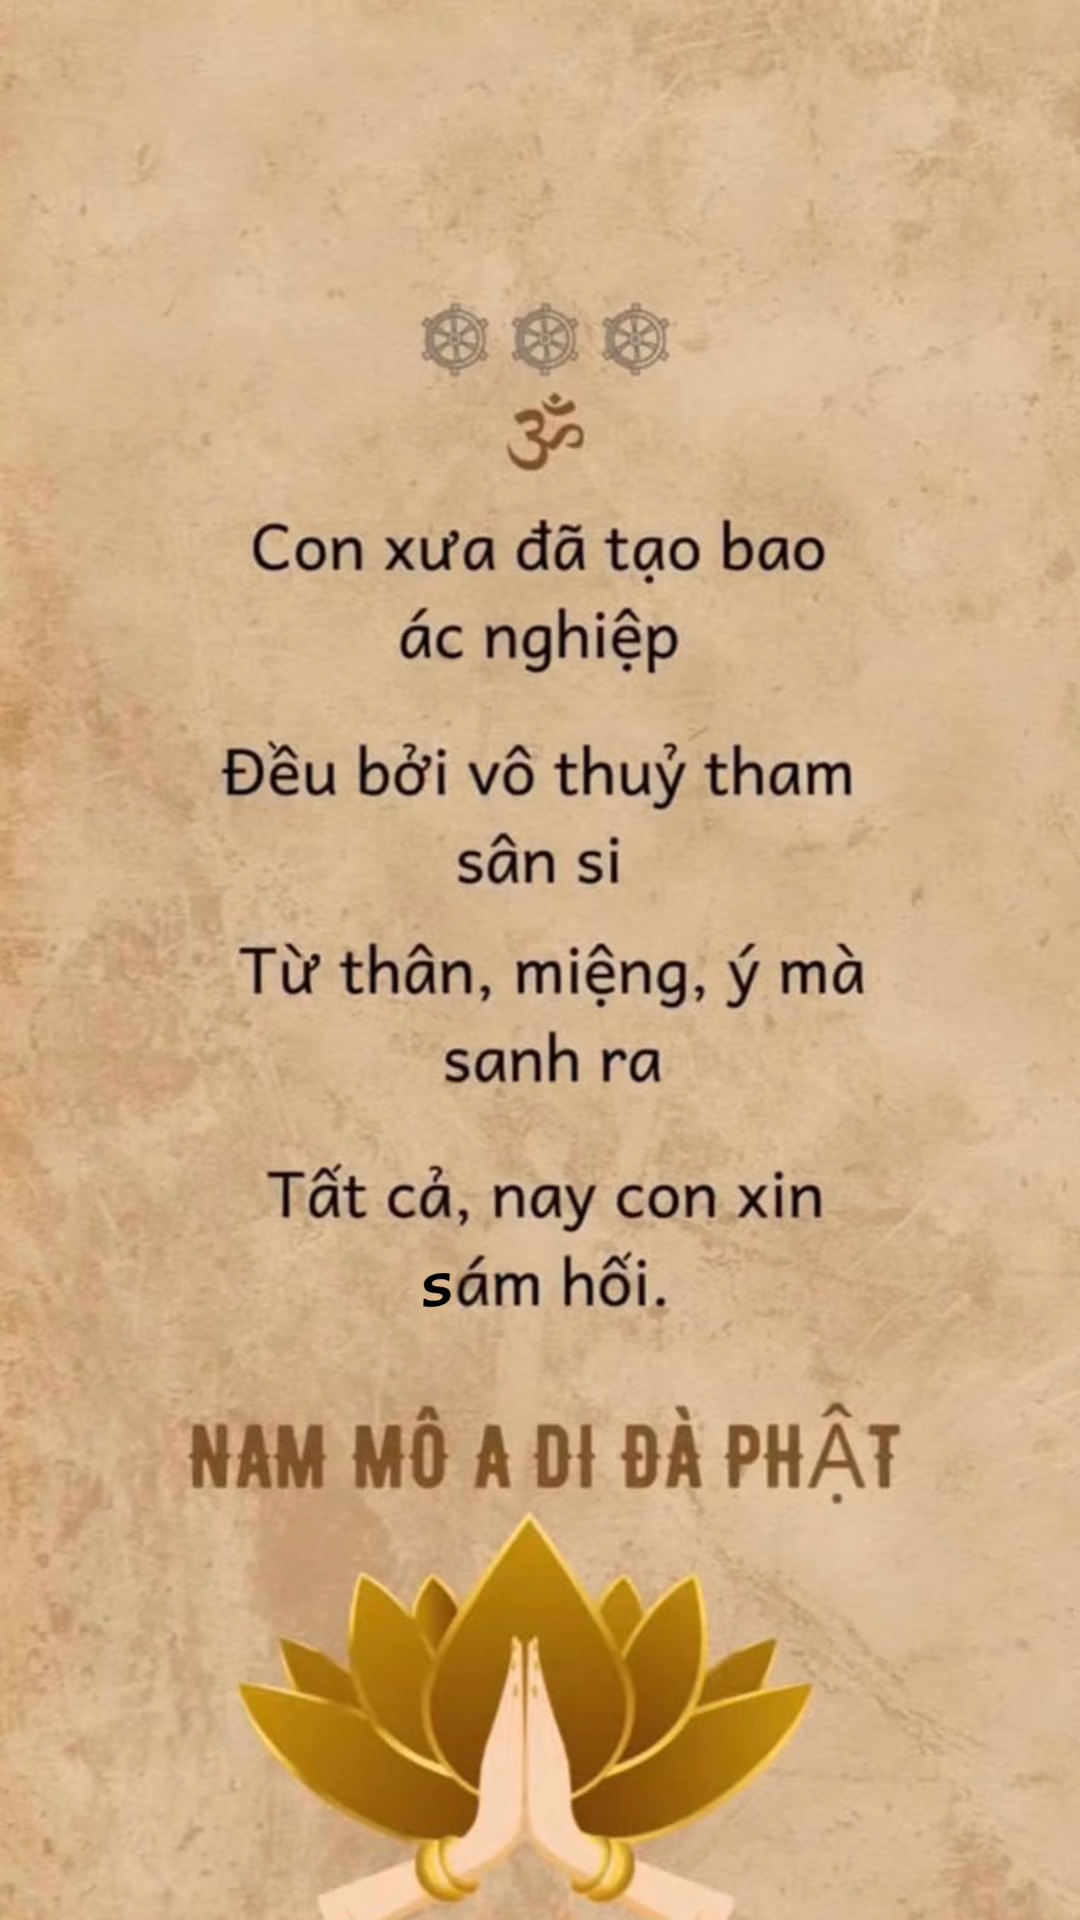 ॐ
Con xưa đã tạo bao
ác nghiệp
Đều bởi vô thuỷ tham
sân si
Từ thân, miệng, ý mà
sanh ra
Tất cả, nay con xin
sám hối.
NAM MÔ A DI ĐÀ PHẬT